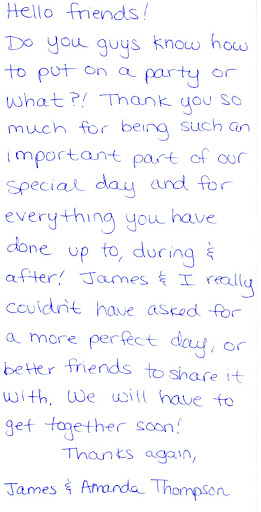 Hello friends!
Do you guys know how
to put on a party or
what?! Thank you so
much for being such an
important part of our
special day and for
everything you have
done up to, during &
after! James & I really
couldn't have asked for
a more perfect day, or
better friends to share it
with. We will have to
get together soon!
Thanks again,
James & Amanda Thompson